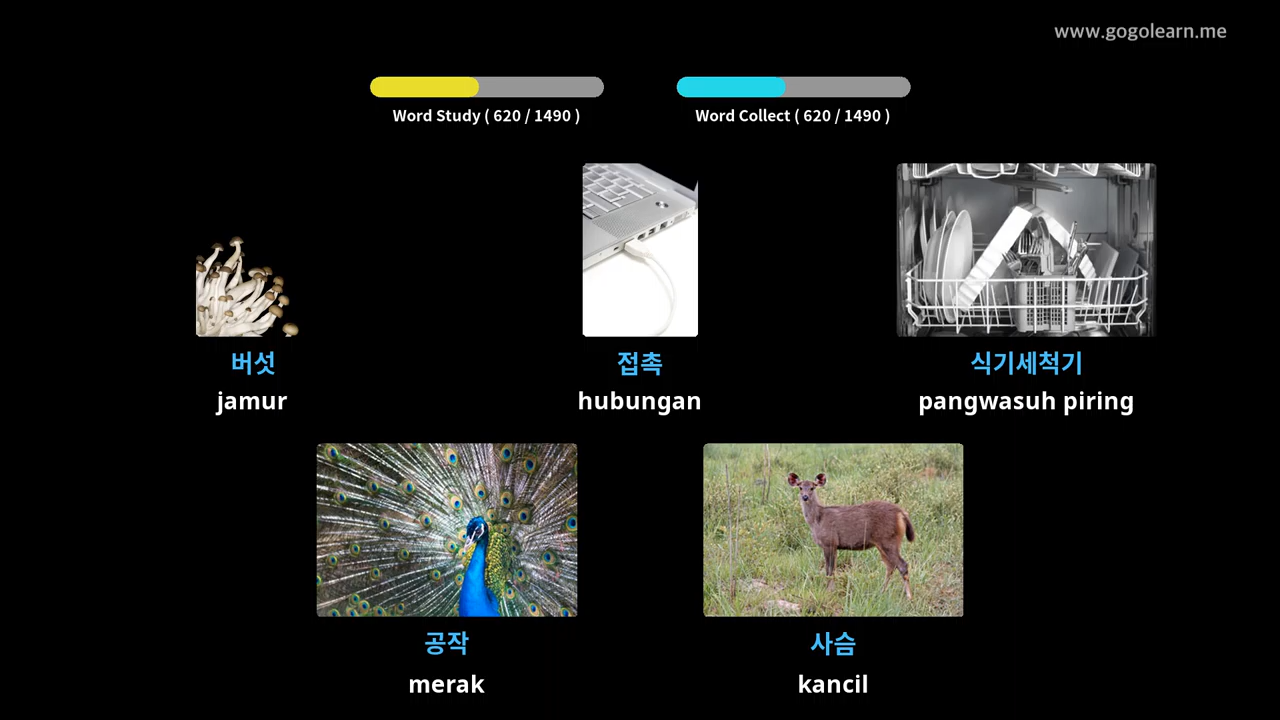 www.gogolearn.me
Word Study ( 620 / 1490 )
Word Collect ( 620 / 1490 )
버섯
jamur
접촉
hubungan
식기세척기
pangwasuh piring
공작
merak
사슴
kancil